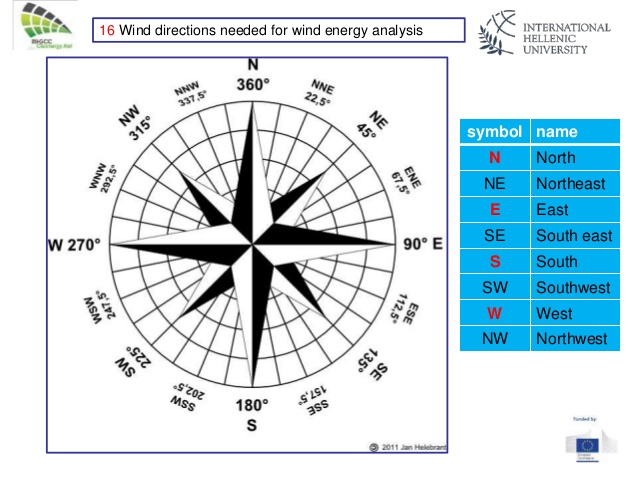 16 Wind directions needed for wind energy analysis
INTERNATIONAL
HELLENIC
UNIVERSITY
N
360°
NNE
22,5°
NE
45°
ENE
67,5°
90° E
ESE
112,5°
SE
135°
SSE
157,5°
180°
S
SSW
202,5°
SW
225°
WSW
247,5°
W 270°
WNW
292,5°
NW
315°
NNW
337,5°
© 2011 Jan Helebrant
symbol name
N North
NE Northeast
E East
SE South east
S South
SW Southwest
W West
NW Northwest
Funded by: